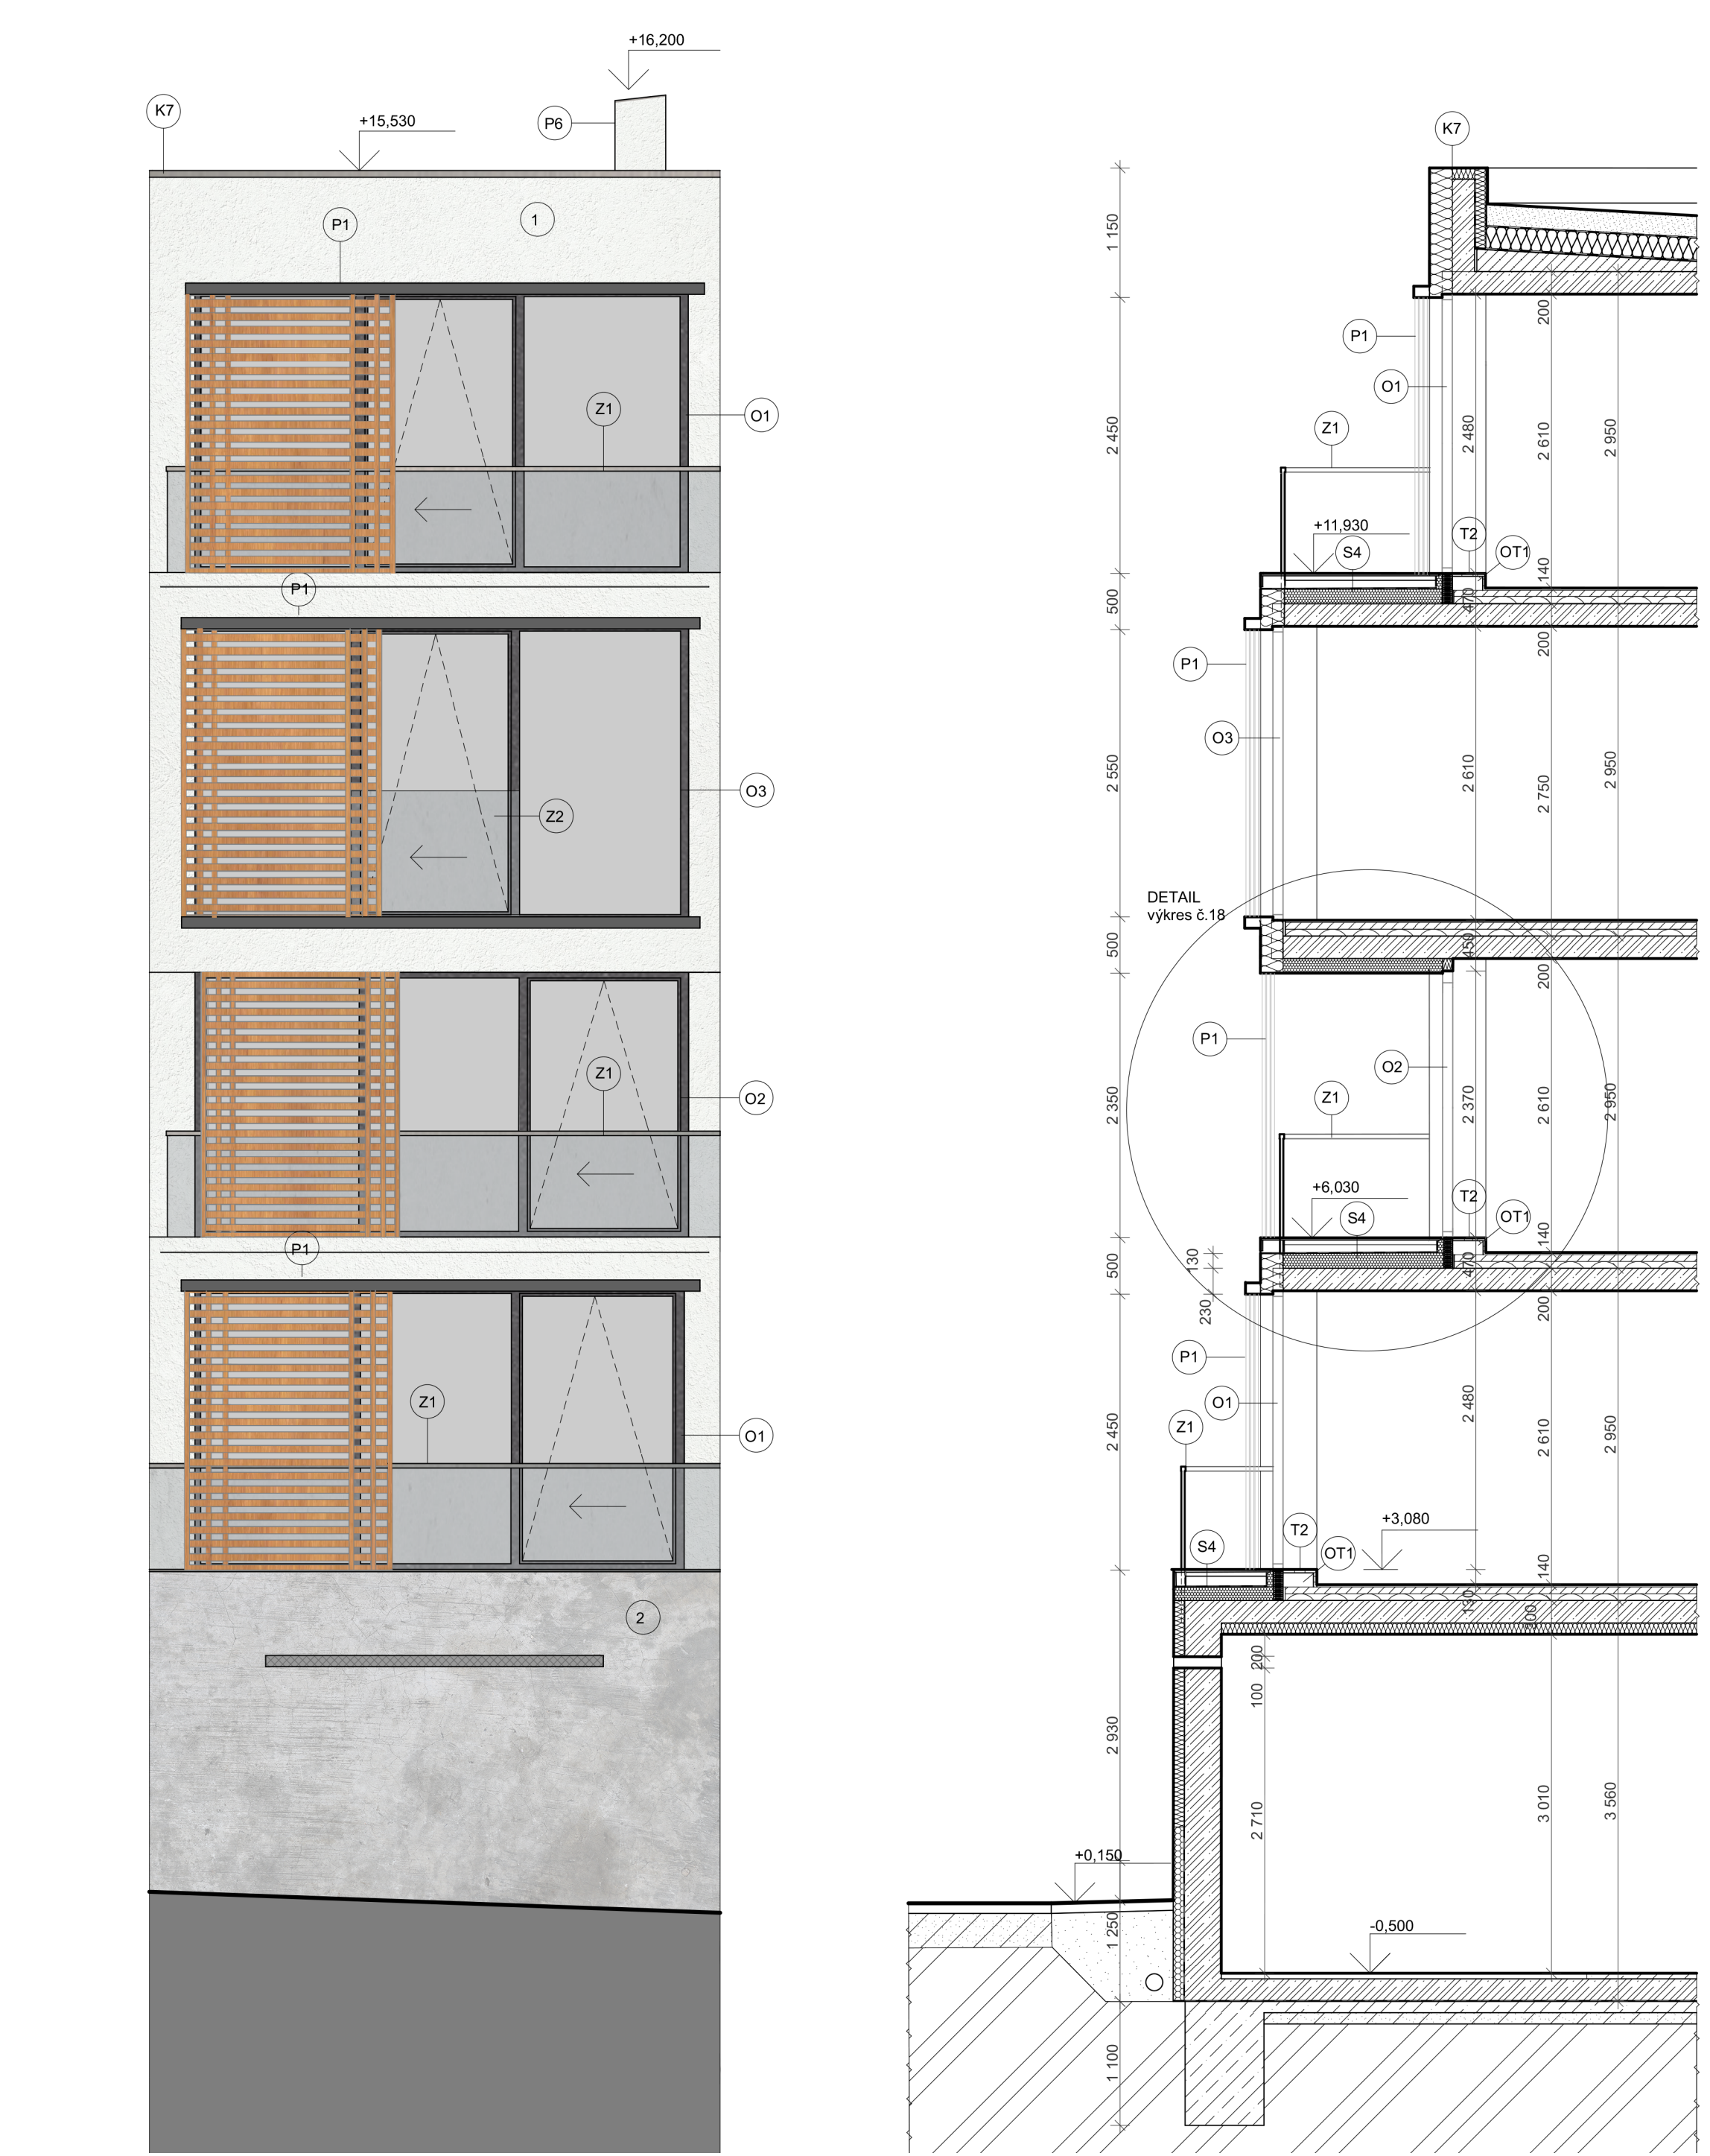 +16,200
K7
P6
+15,530
P1
1
Z1
O1
P1
Z2
O3
Z1
O2
P1
Z1
O1
2
K7
1 150
200
P1
O1
Z1
2 450
2 480
2 610
2 950
+11,930
T2
S4
OT1
140
500
470
200
P1
O3
2 550
2 610
2 750
2 950
DETAIL
výkres č.18
500
450
200
P1
O2
Z1
2 350
2 370
2 610
2 950
+6,030
T2
S4
OT1
140
500
130
470
230
200
P1
O1
Z1
2 450
2 480
2 610
2 950
+3,080
T2
S4
OT1
140
130
300
200
100
2 930
2 710
3 010
3 560
+0,150
1 250
-0,500
1 100